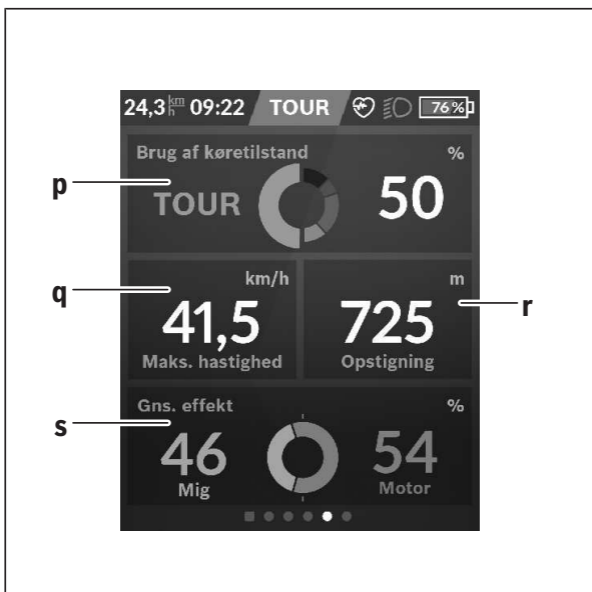 24,3 km/h 09:22 TOUR 76%
Brug af køretilstand %
p
TOUR 50
km/h m
q
r
41,5 725
Maks. hastighed Opstigning
Gns. effekt %
s
46 54
Mig Motor